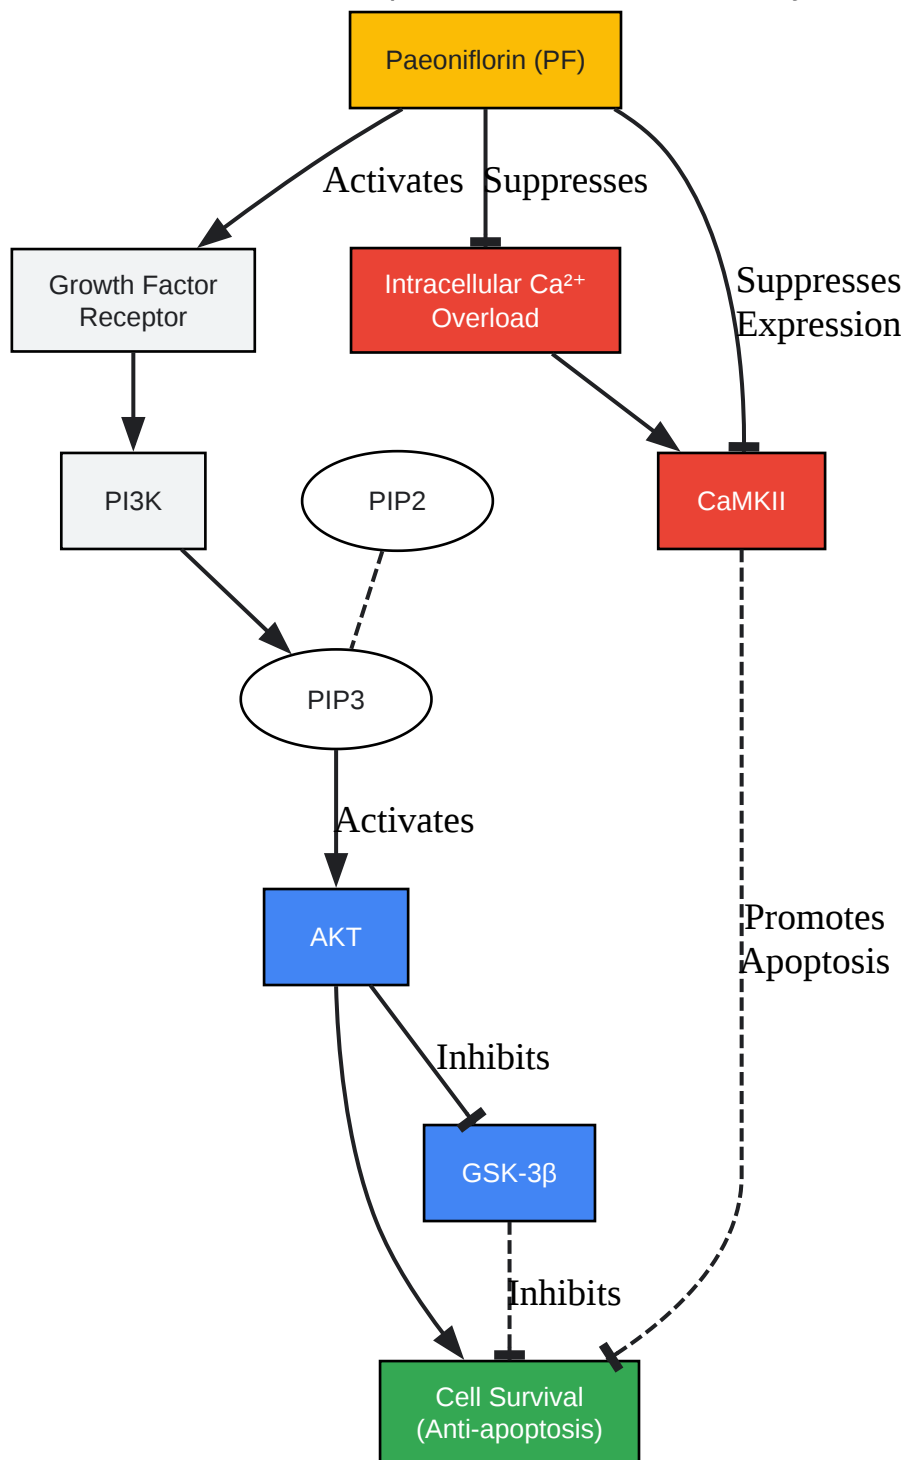 Paeoniflorin (PF)
Activates
Suppresses
Growth Factor
Receptor
Intracellular Ca²⁺
Overload
Suppresses
Expression
PI3K
PIP2
CaMKII
PIP3
Activates
AKT
Promotes
Apoptosis
Inhibits
GSK-3β
Inhibits
Cell Survival
(Anti-apoptosis)